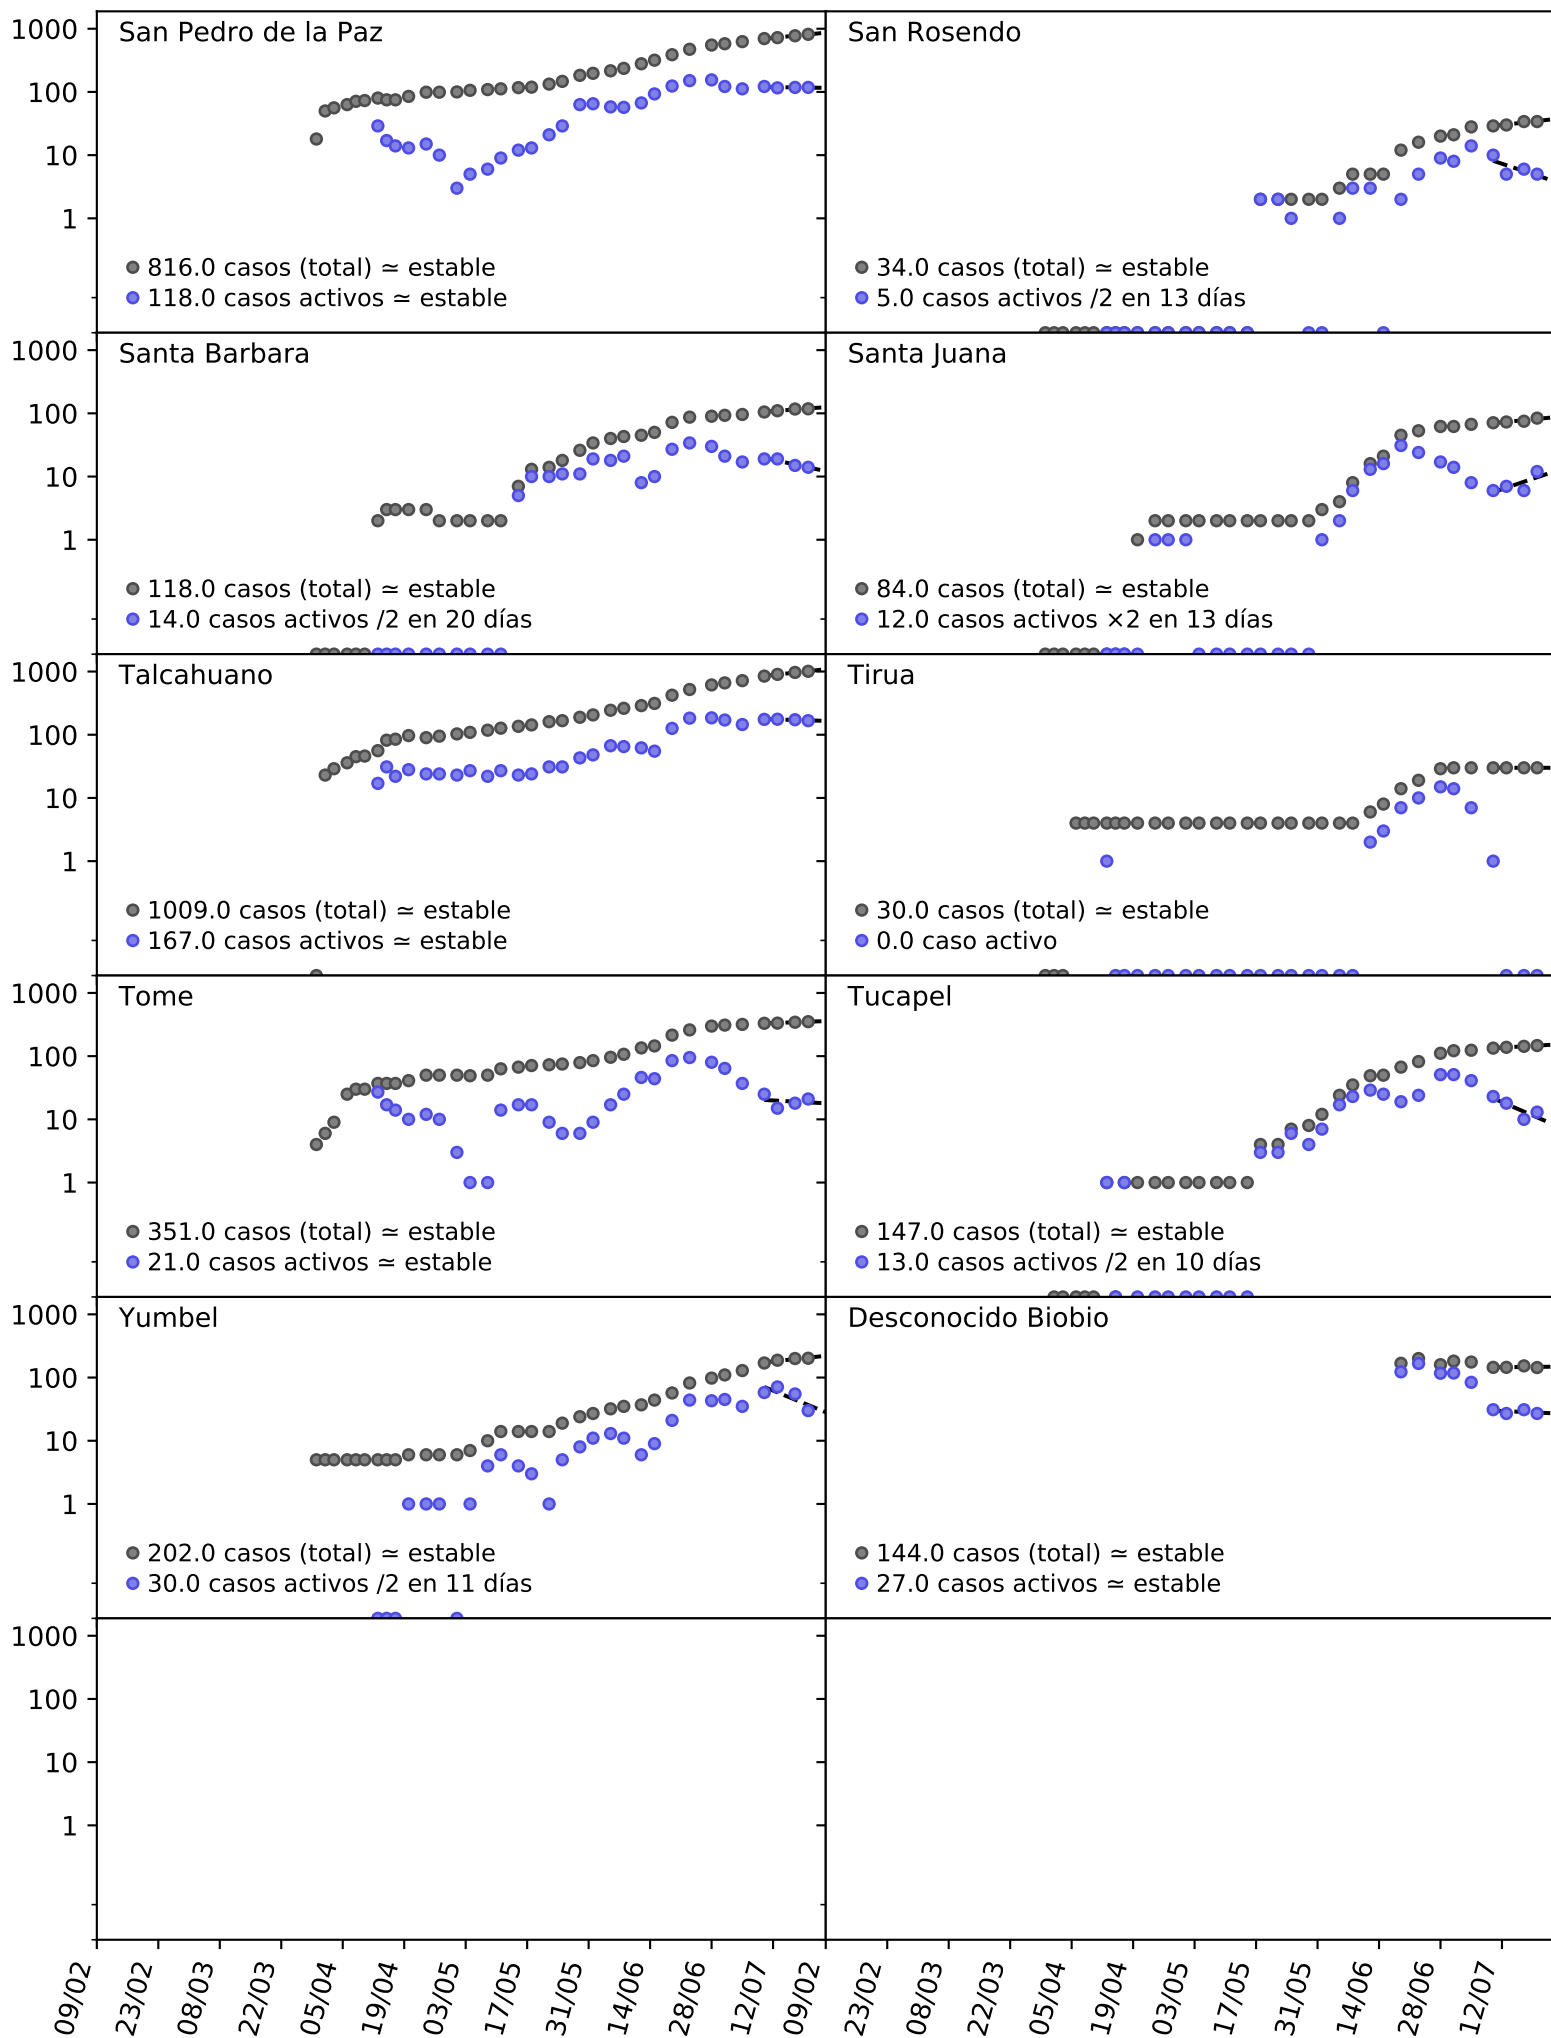 San Pedro de la Paz
1000
100
10
1
816.0 casos (total) ≃ estable
118.0 casos activos ≃ estable
San Rosendo
34.0 casos (total) ≃ estable
5.0 casos activos /2 en 13 días
Santa Barbara
1000
100
10
1
118.0 casos (total) ≃ estable
14.0 casos activos /2 en 20 días
Santa Juana
84.0 casos (total) ≃ estable
12.0 casos activos ×2 en 13 días
Talcahuano
1000
100
10
1
1009.0 casos (total) ≃ estable
167.0 casos activos ≃ estable
Tirua
30.0 casos (total) ≃ estable
0.0 caso activo
Tome
1000
100
10
1
351.0 casos (total) ≃ estable
21.0 casos activos ≃ estable
Tucapel
147.0 casos (total) ≃ estable
13.0 casos activos /2 en 10 días
Yumbel
1000
100
10
1
202.0 casos (total) ≃ estable
30.0 casos activos /2 en 11 días
Desconocido Biobio
144.0 casos (total) ≃ estable
27.0 casos activos ≃ estable
1000
100
10
1
09/02
23/02
08/03
22/03
05/04
19/04
03/05
17/05
31/05
14/06
28/06
12/07
09/02
23/02
08/03
22/03
05/04
19/04
03/05
17/05
31/05
14/06
28/06
12/07